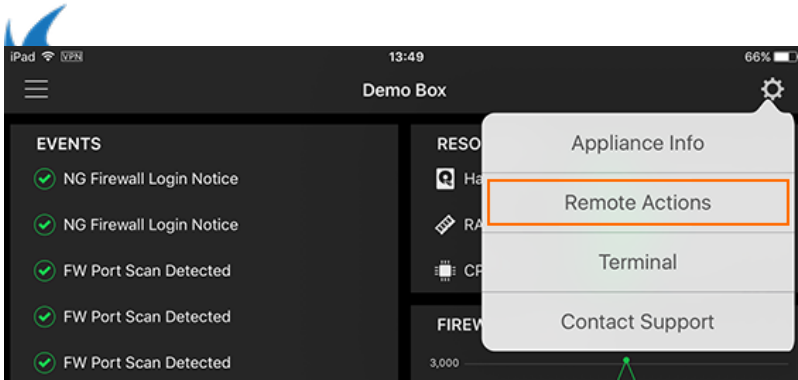 iPad VPN 13:49 66%
Demo Box
EVENTS
NG Firewall Login Notice
NG Firewall Login Notice
FW Port Scan Detected
FW Port Scan Detected
FW Port Scan Detected
RESO
Ha
RA
CP
FIREW
3,000
Appliance Info
Remote Actions
Terminal
Contact Support